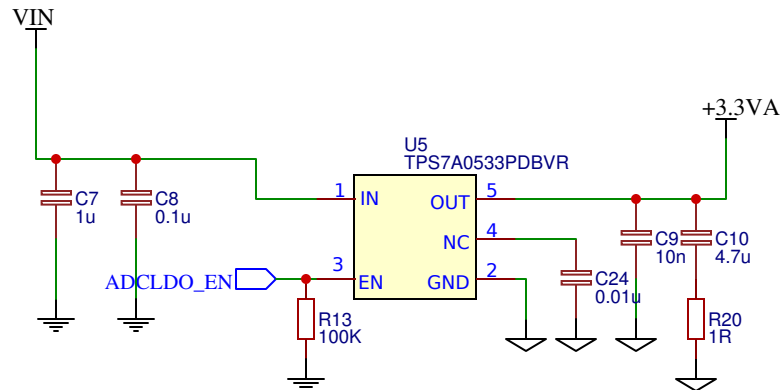 VIN
+3.3VA
U5
TPS7A0533PDBVR
C7
1u
C8
0.1u
1
IN
OUT
5
NC
4
3
EN
GND
2
ADCLDO_EN
R13
100K
C9
10n
C10
4.7u
C24
0.01u
R20
1R